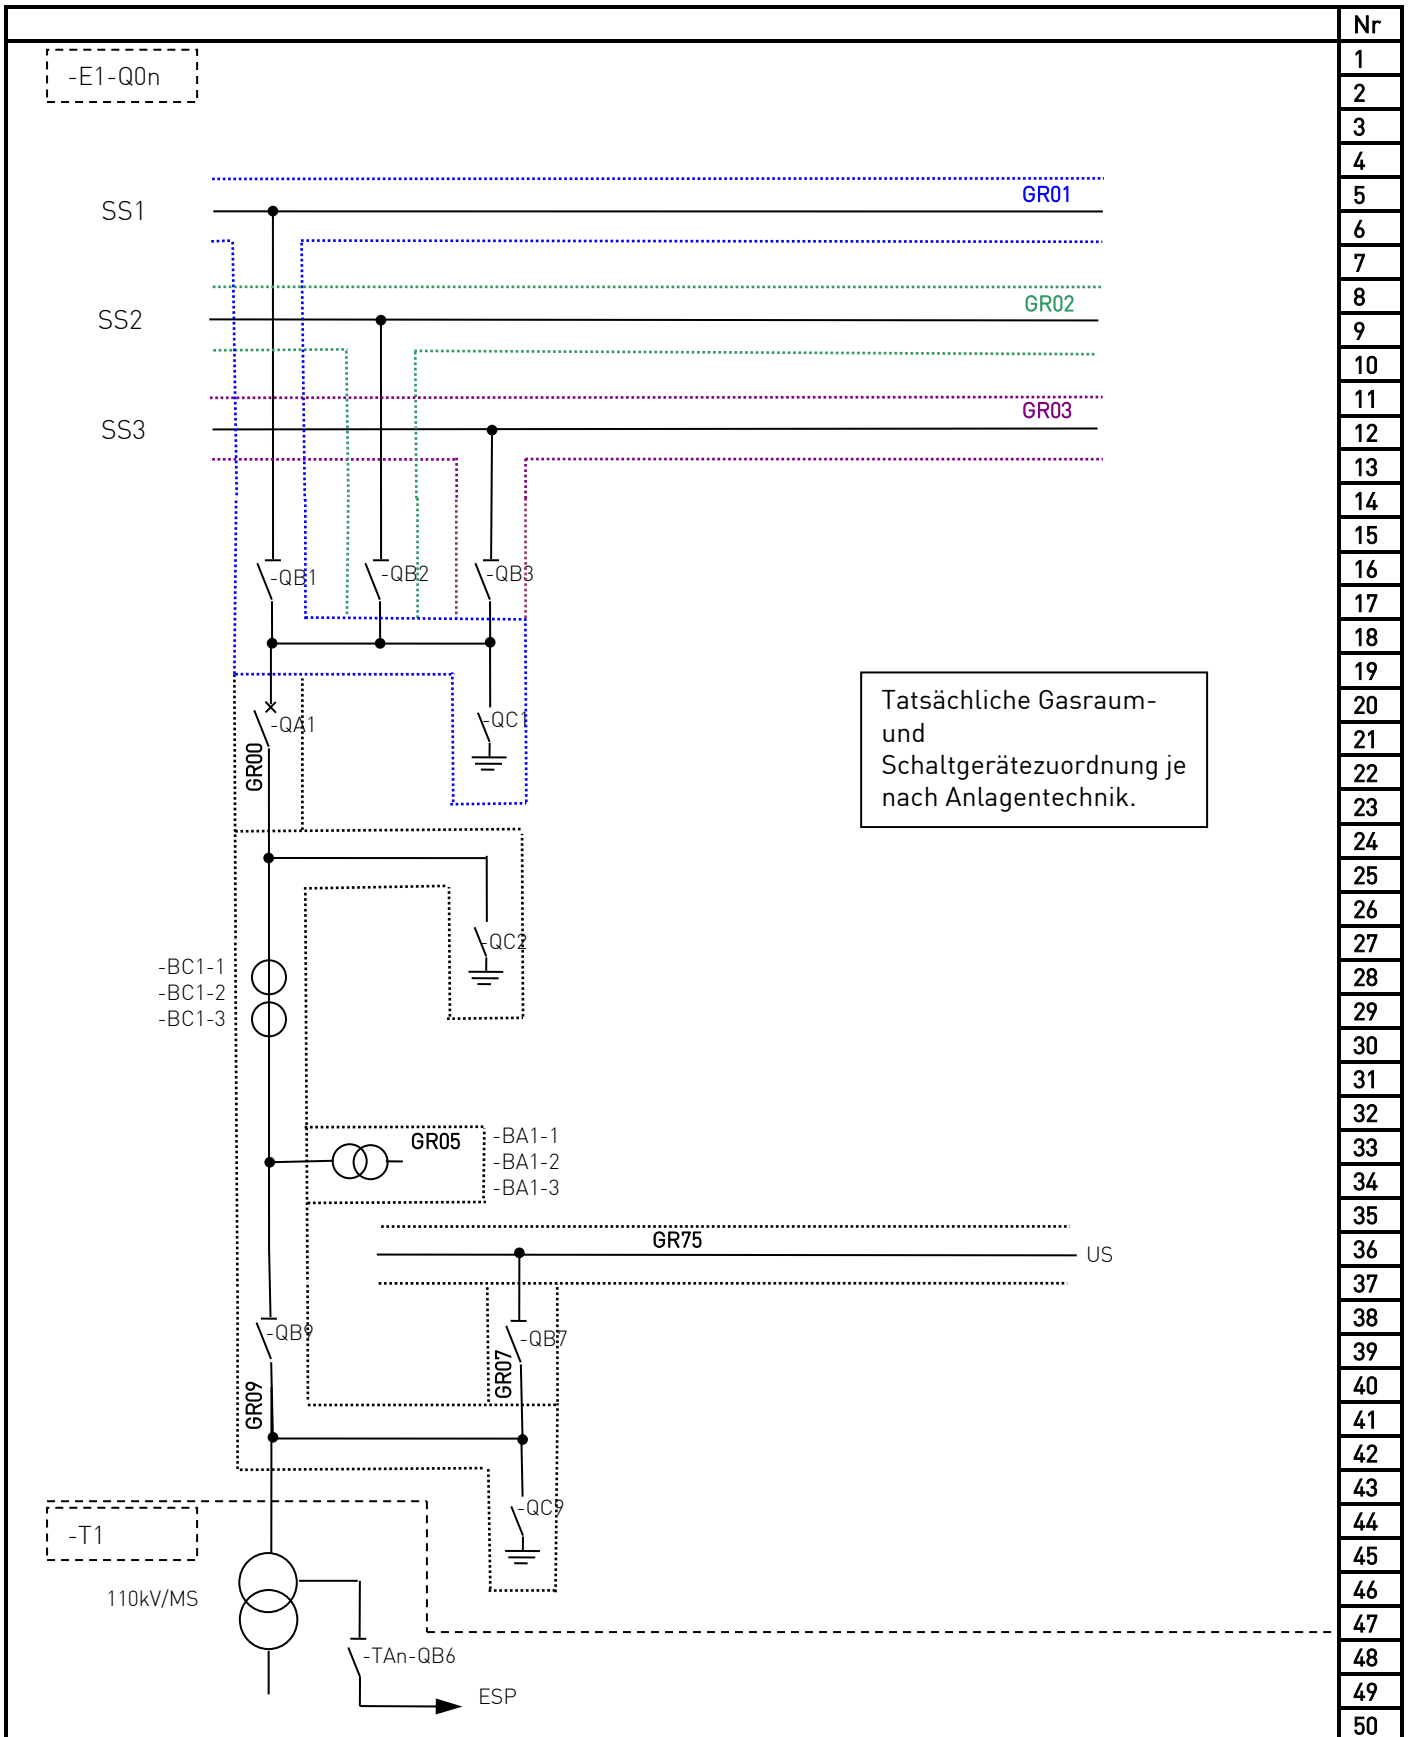 Nr
-E1-Q0n
1
2
3
4
GR01
SS1
5
6
7
8
GR02
SS2
9
10
11
GR03
SS3
12
13
14
15
-QB1
-QB2
-QB3
16
17
18
19
Tatsächliche Gasraum-
und
Schaltgerätezuordnung je
nach Anlagentechnik.
-QA1
-QC1
20
21
GR00
22
23
24
25
26
-QC2
27
-BC1-1
-BC1-2
-BC1-3
28
29
30
31
32
GR05
-BA1-1
-BA1-2
-BA1-3
33
34
35
GR75
US
36
37
38
-QB9
-QB7
39
GR07
40
GR09
41
42
43
-QC9
44
-T1
45
110kV/MS
46
47
-TAn-QB6
48
ESP
49
50